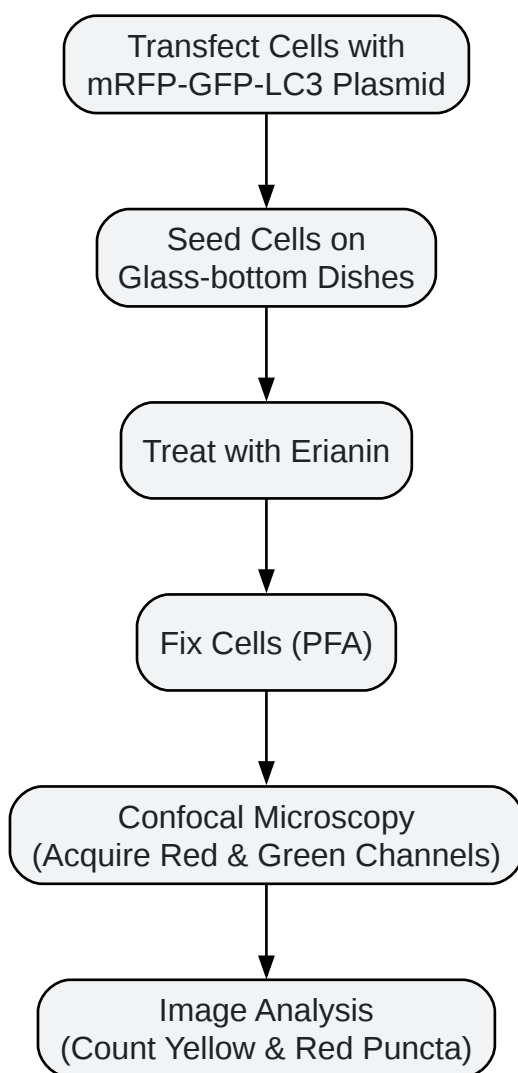 Transfect Cells with
mRFP-GFP-LC3 Plasmid
Seed Cells on
Glass-bottom Dishes
Treat with Erianin
Fix Cells (PFA)
Confocal Microscopy
(Acquire Red & Green Channels)
Image Analysis
(Count Yellow & Red Puncta)